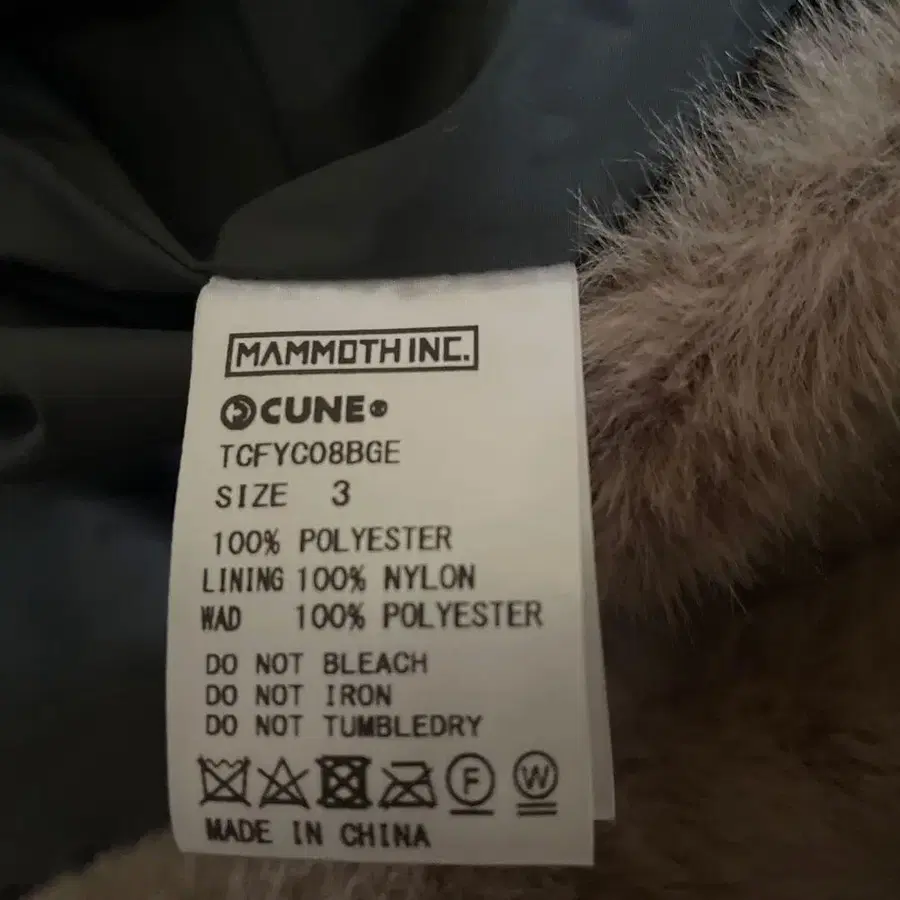 MAMMOTH INC.
CUNE®
TCFYC08BGE
SIZE 3
100% POLYESTER
LINING 100% NYLON
WAD 100% POLYESTER
DO NOT BLEACH
DO NOT IRON
DO NOT TUMBLEDRY
F W
MADE IN CHINA